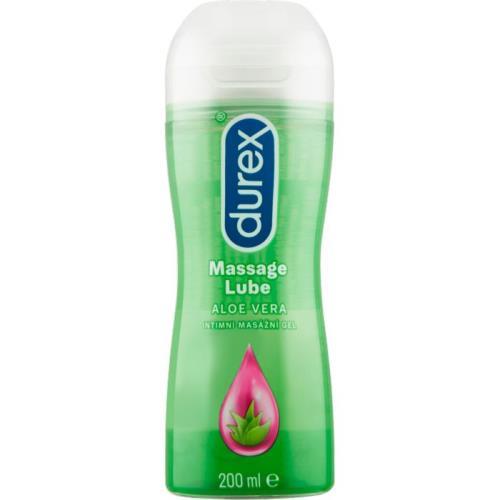 ®
durex
Massage
Lube
ALOE VERA
INTIMNÍ MASÁŽNÍ GEL
200 ml ℮